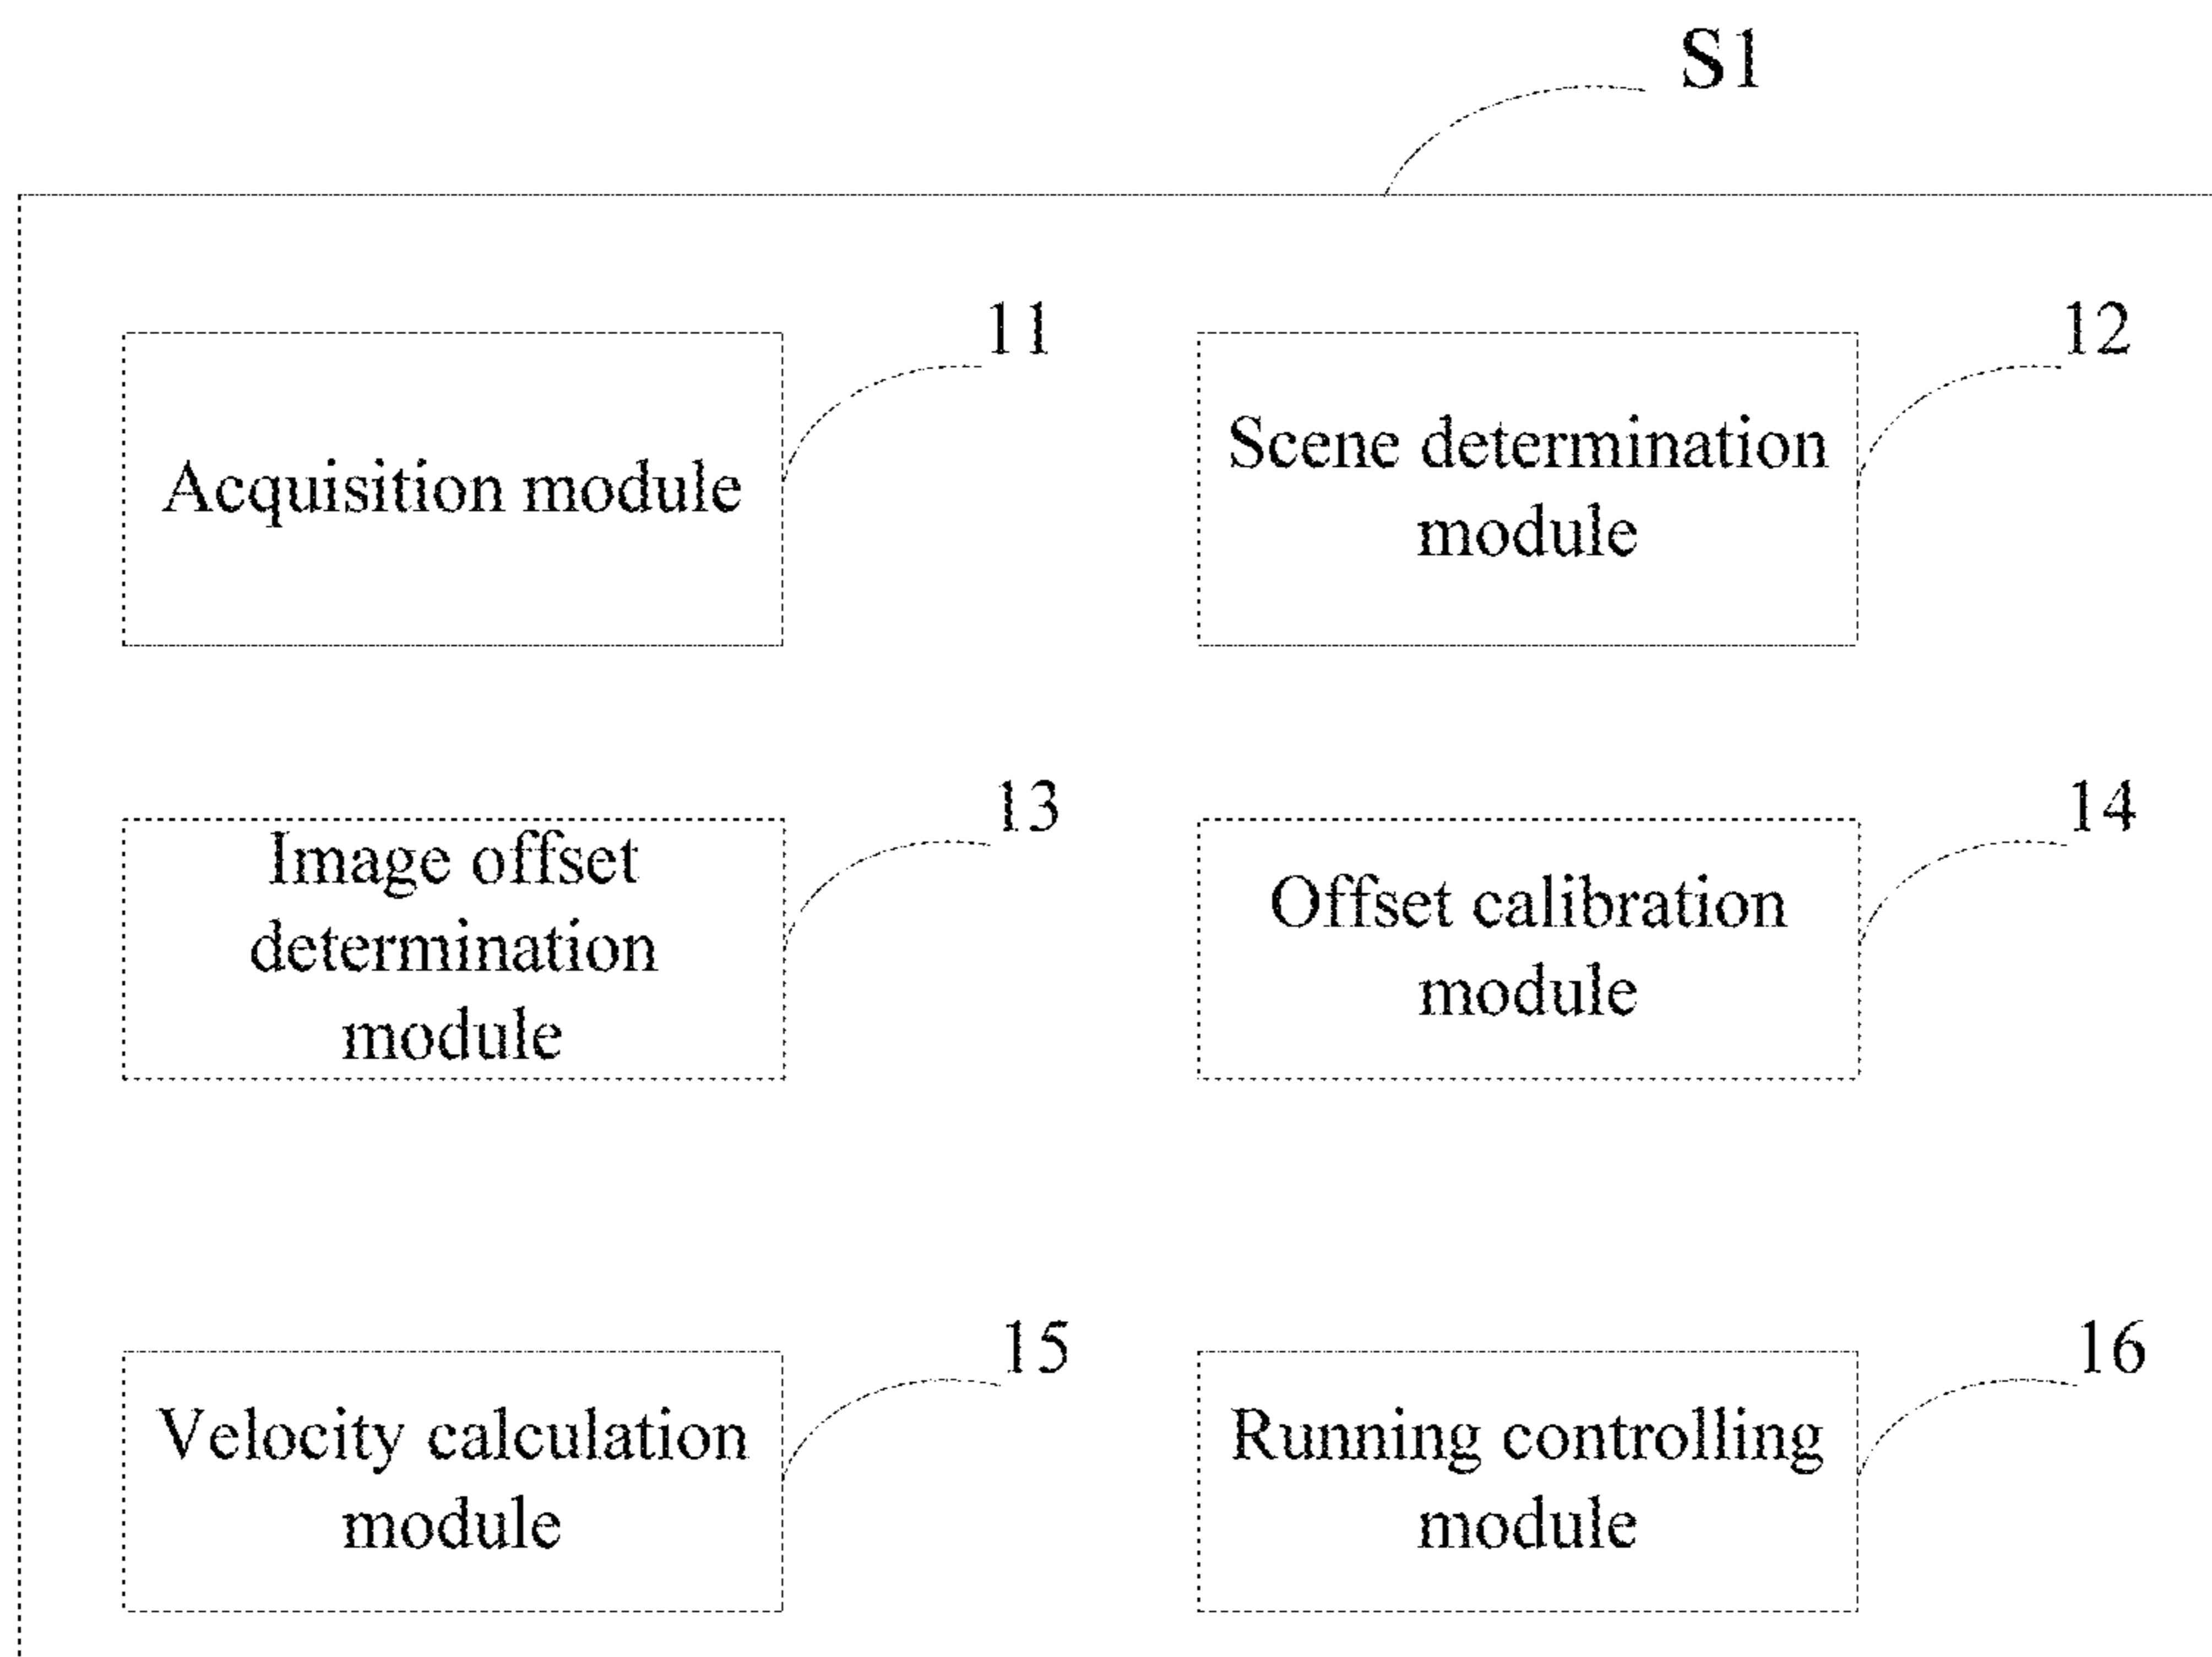 S1
11
Acquisition module
12
Scene determination
module
13
Image offset
determination
module
14
Offset calibration
module
15
Velocity calculation
module
16
Running controlling
module